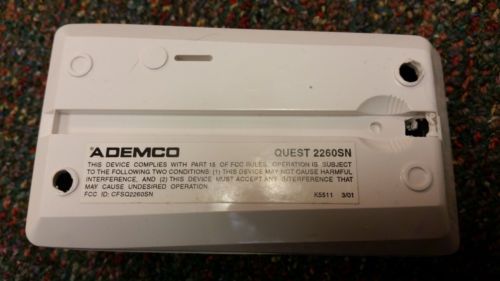 ADEMCO QUEST 2260SN
THIS DEVICE COMPLIES WITH PART 15 OF FCC RULES. OPERATION IS SUBJECT
TO THE FOLLOWING TWO CONDITIONS: (1) THIS DEVICE MAY NOT CAUSE HARMFUL
INTERFERENCE, AND (2) THIS DEVICE MUST ACCEPT ANY INTERFERENCE THAT
MAY CAUSE UNDESIRED OPERATION.
FCC ID: CFSQ2260SN K5511 3/01